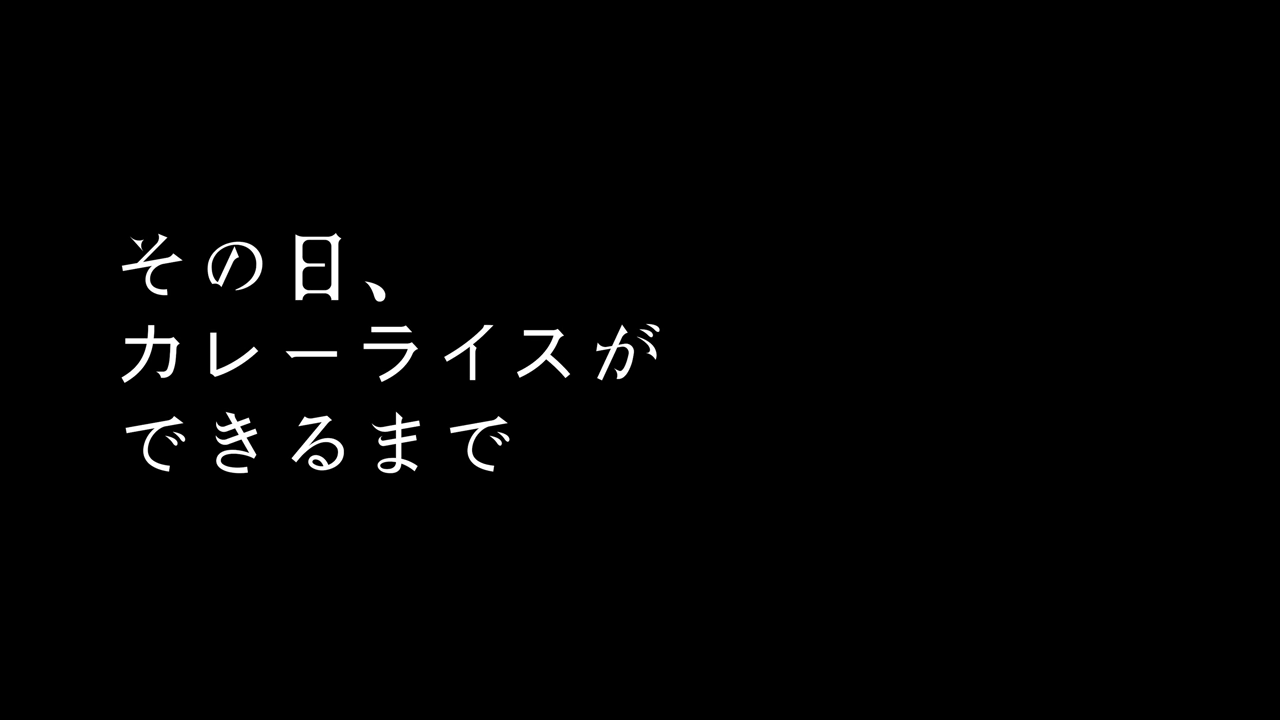 その日、
カレーライスが
できるまで